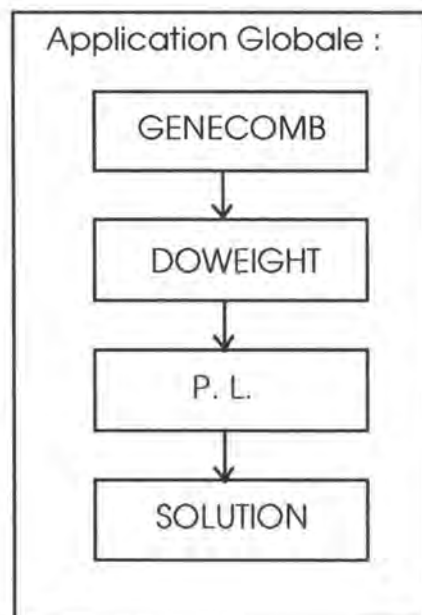 Application Globale :
GENECOMB
DOWEIGHT
P. L.
SOLUTION